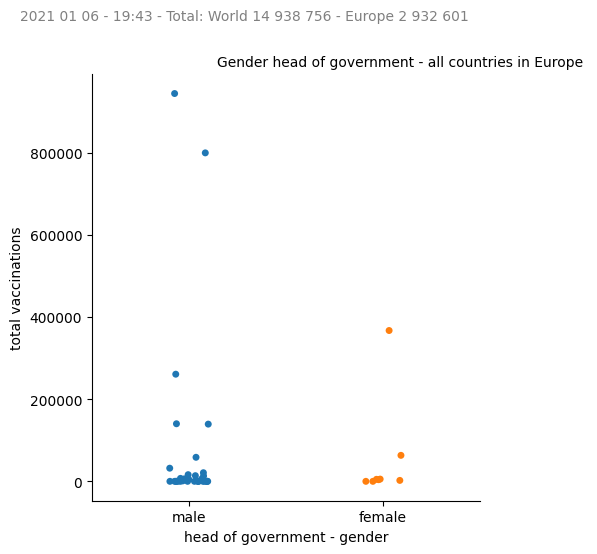 2021 01 06 - 19:43 - Total: World 14 938 756 - Europe 2 932 601
Gender head of government - all countries in Europe
800000
600000
400000
200000
0
total vaccinations
male female
head of government - gender